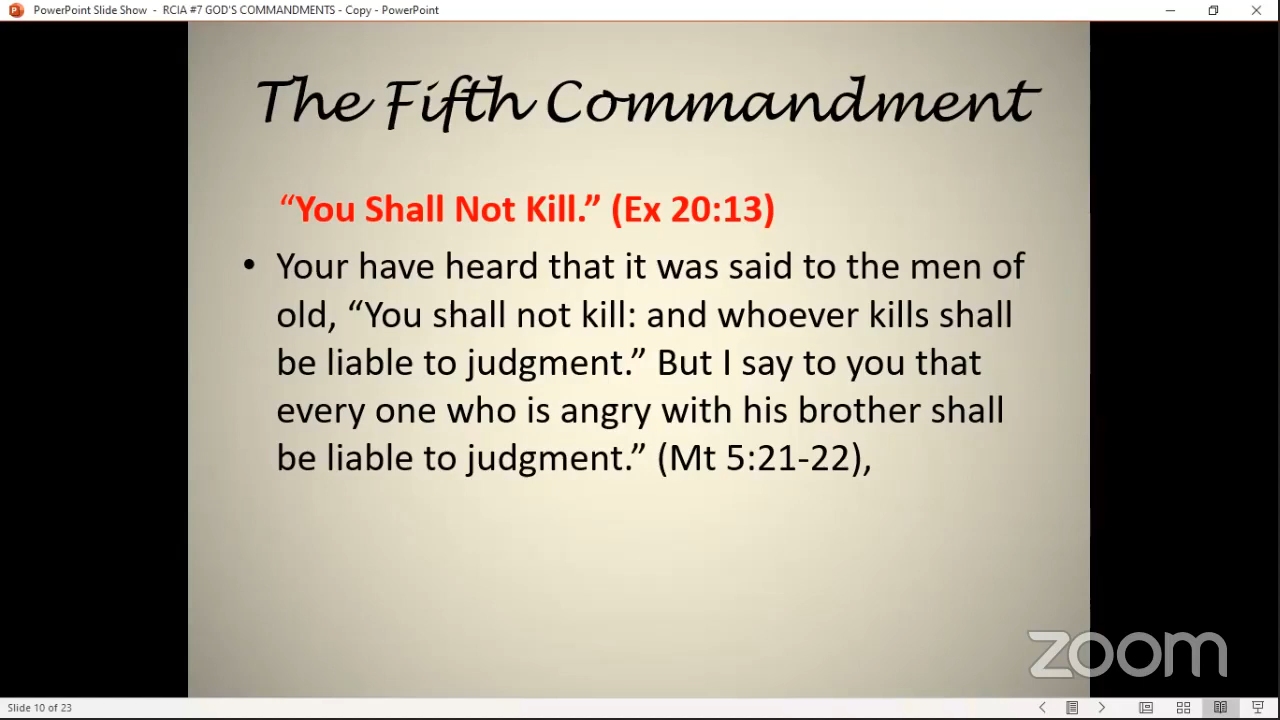 PowerPoint Slide Show - RCIA #7 GOD'S COMMANDMENTS - Copy - PowerPoint
The Fifth Commandment
“You Shall Not Kill.” (Ex 20:13)
• Your have heard that it was said to the men of
old, “You shall not kill: and whoever kills shall
be liable to judgment.” But I say to you that
every one who is angry with his brother shall
be liable to judgment.” (Mt 5:21-22),
zoom
Slide 10 of 23